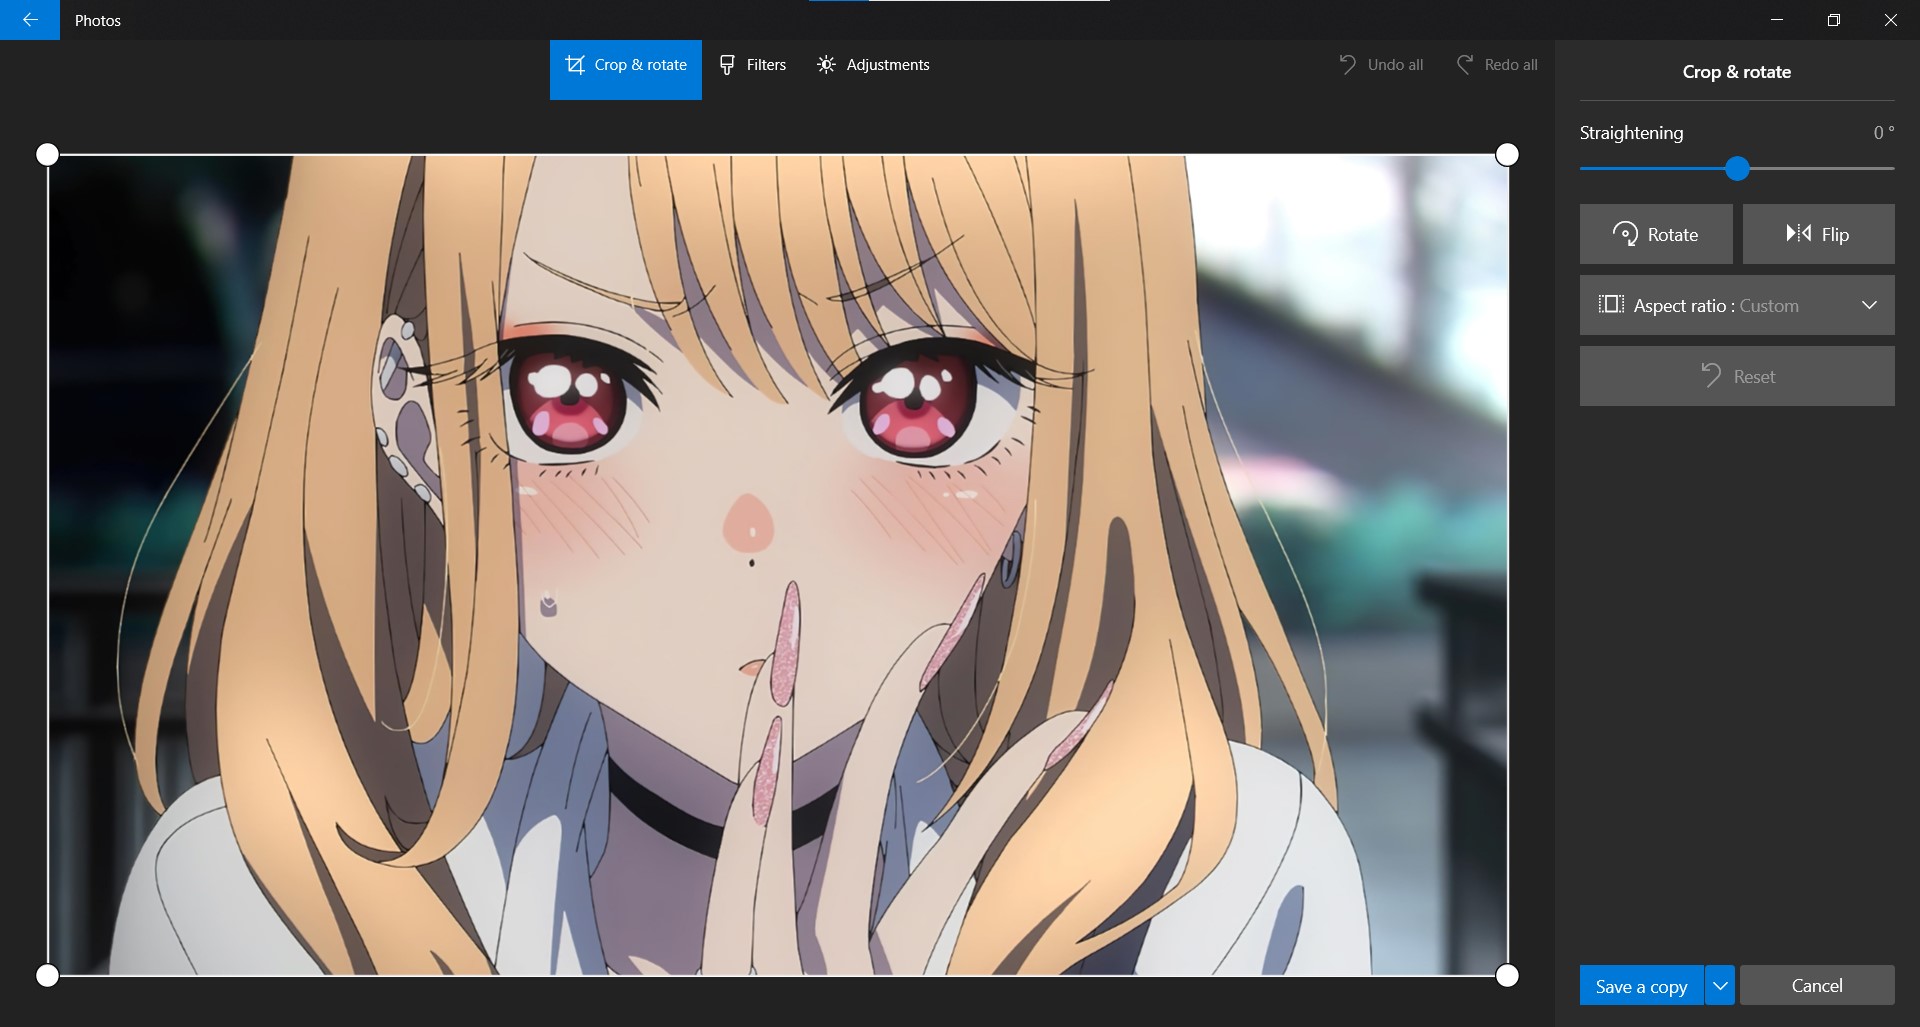 Photos
Crop & rotate
Filters
Adjustments
Undo all
Redo all
Crop & rotate
Straightening
0 °
Rotate
Flip
Aspect ratio : Custom
Reset
Save a copy
Cancel